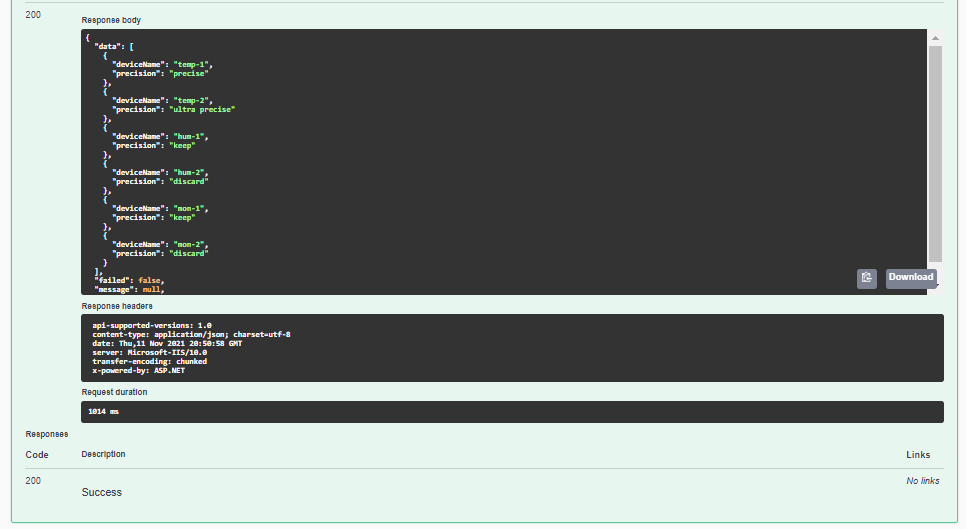 200
Response body
{
"data": [
{
"deviceName": "temp-1",
"precision": "precise"
},
{
"deviceName": "temp-2",
"precision": "ultra precise"
},
{
"deviceName": "hum-1",
"precision": "keep"
},
{
"deviceName": "hum-2",
"precision": "discard"
},
{
"deviceName": "mon-1",
"precision": "keep"
},
{
"deviceName": "mon-2",
"precision": "discard"
}
],
"failed": false,
"message": null,
Download
Response headers
api-supported-versions: 1.0
content-type: application/json; charset=utf-8
date: Thu,11 Nov 2021 20:50:58 GMT
server: Microsoft-IIS/10.0
transfer-encoding: chunked
x-powered-by: ASP.NET
Request duration
1014 ms
Responses
Code Description Links
200 No links
Success